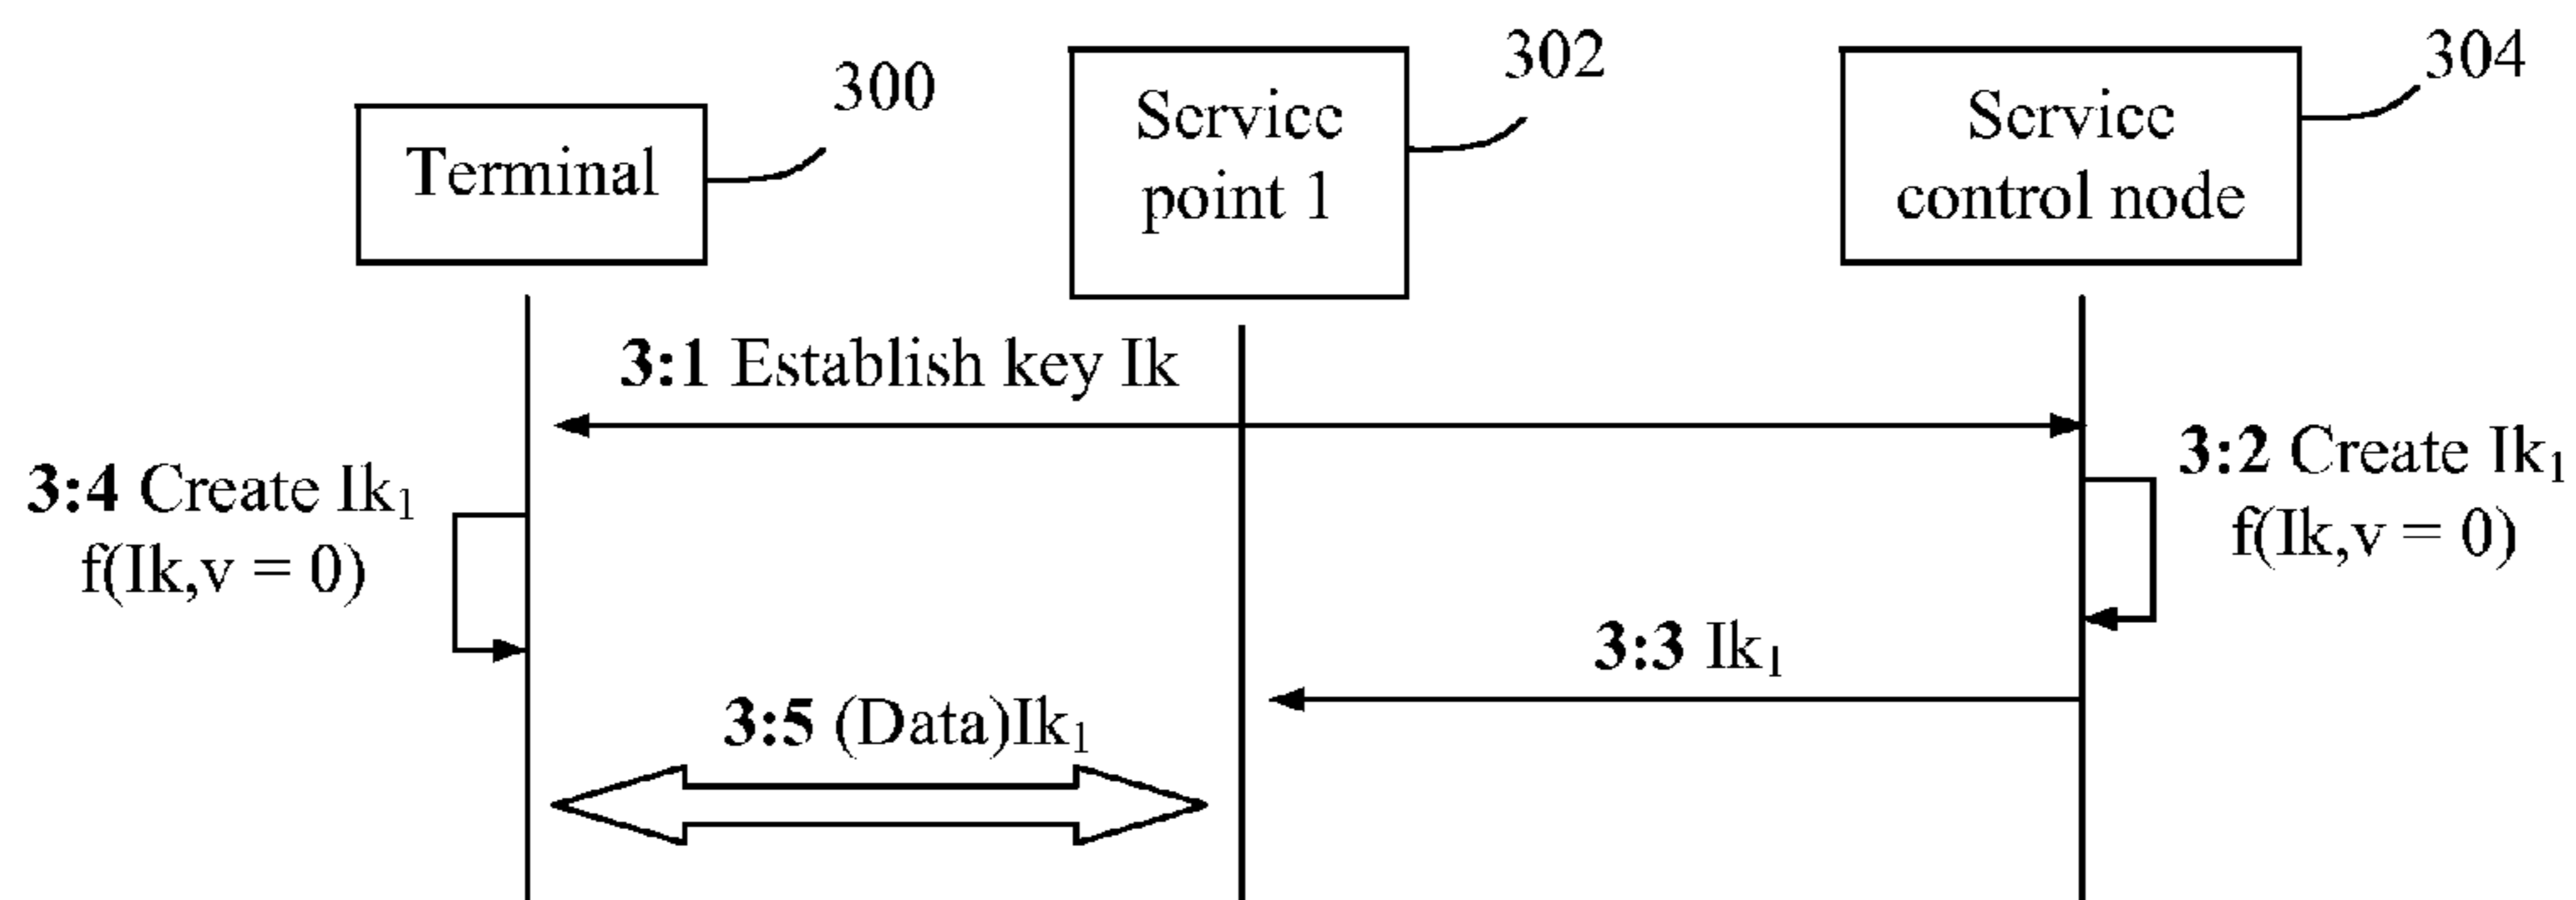 300
302
304
Terminal
Service
point 1
Service
control node
3:1 Establish key Ik
3:2 Create Ik₁
f(Ik,v = 0)
3:4 Create Ik₁
f(Ik,v = 0)
3:3 Ik₁
3:5 (Data)Ik₁